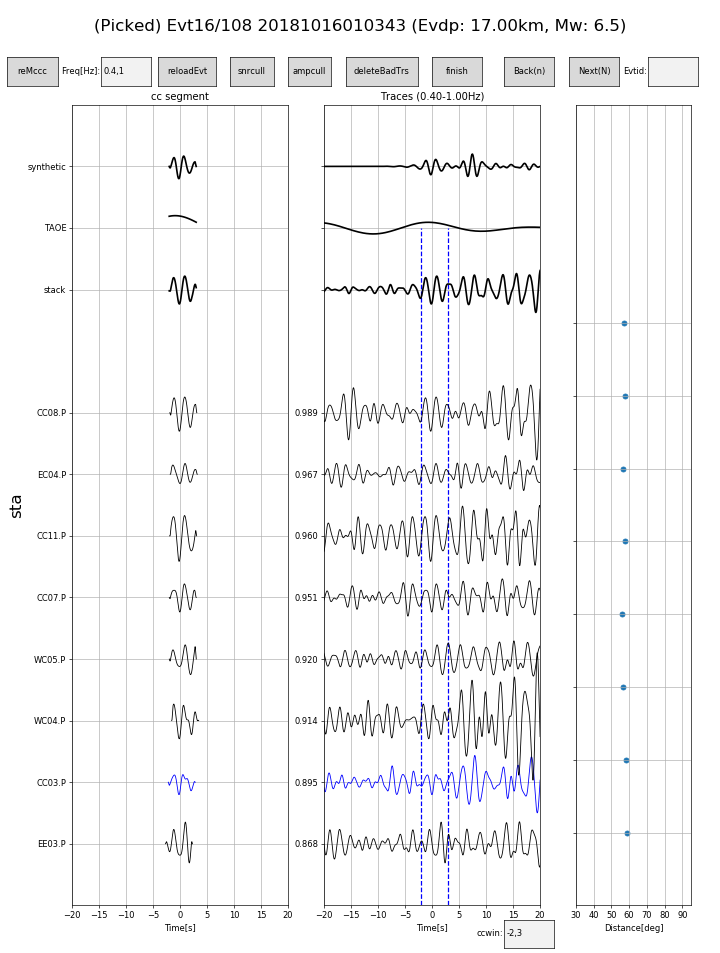 (Picked) Evt16/108 20181016010343 (Evdp: 17.00km, Mw: 6.5)
reMccc Freq[Hz]: 0.4,1 reloadEvt snrcull ampcull deleteBadTrs finish Back(n) Next(N) Evtid:
cc segment Traces (0.40-1.00Hz)
synthetic
TAOE
stack
CC08.P 0.989
EC04.P 0.967
CC11.P 0.960
CC07.P 0.951
WC05.P 0.920
WC04.P 0.914
CC03.P 0.895
EE03.P 0.868
sta
−20 −15 −10 −5 0 5 10 15 20 −20 −15 −10 −5 0 5 10 15 20 30 40 50 60 70 80 90
Time[s] Time[s] Distance[deg]
ccwin: -2,3